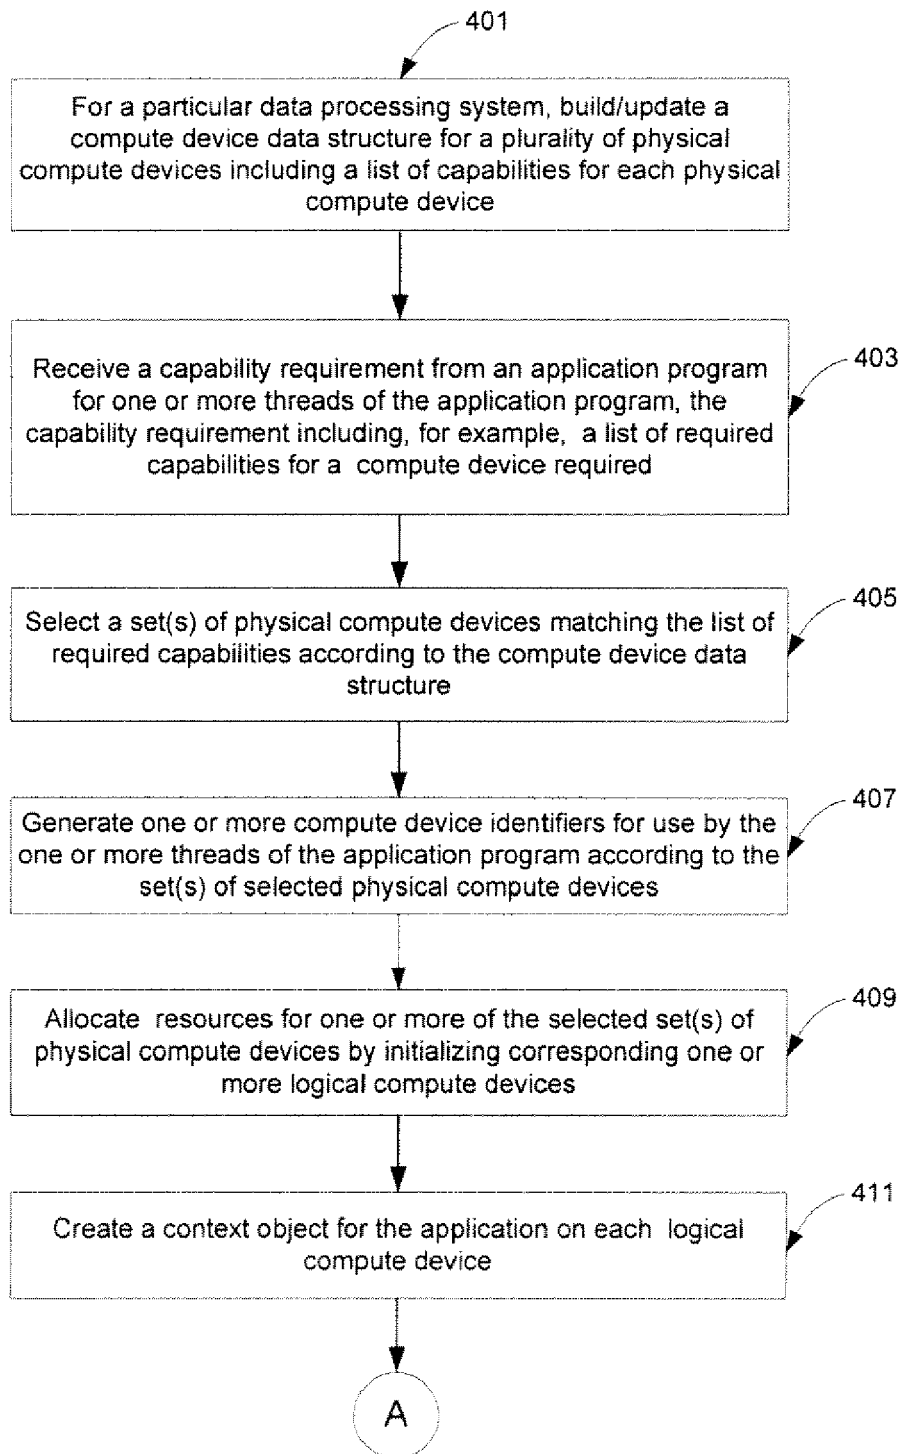 401
For a particular data processing system, build/update a
compute device data structure for a plurality of physical
compute devices including a list of capabilities for each physical
compute device
Receive a capability requirement from an application program
for one or more threads of the application program, the
capability requirement including, for example, a list of required
capabilities for a compute device required
403
Select a set(s) of physical compute devices matching the list of
required capabilities according to the compute device data
structure
405
Generate one or more compute device identifiers for use by the
one or more threads of the application program according to the
set(s) of selected physical compute devices
407
Allocate resources for one or more of the selected set(s) of
physical compute devices by initializing corresponding one or
more logical compute devices
409
Create a context object for the application on each logical
compute device
411
A